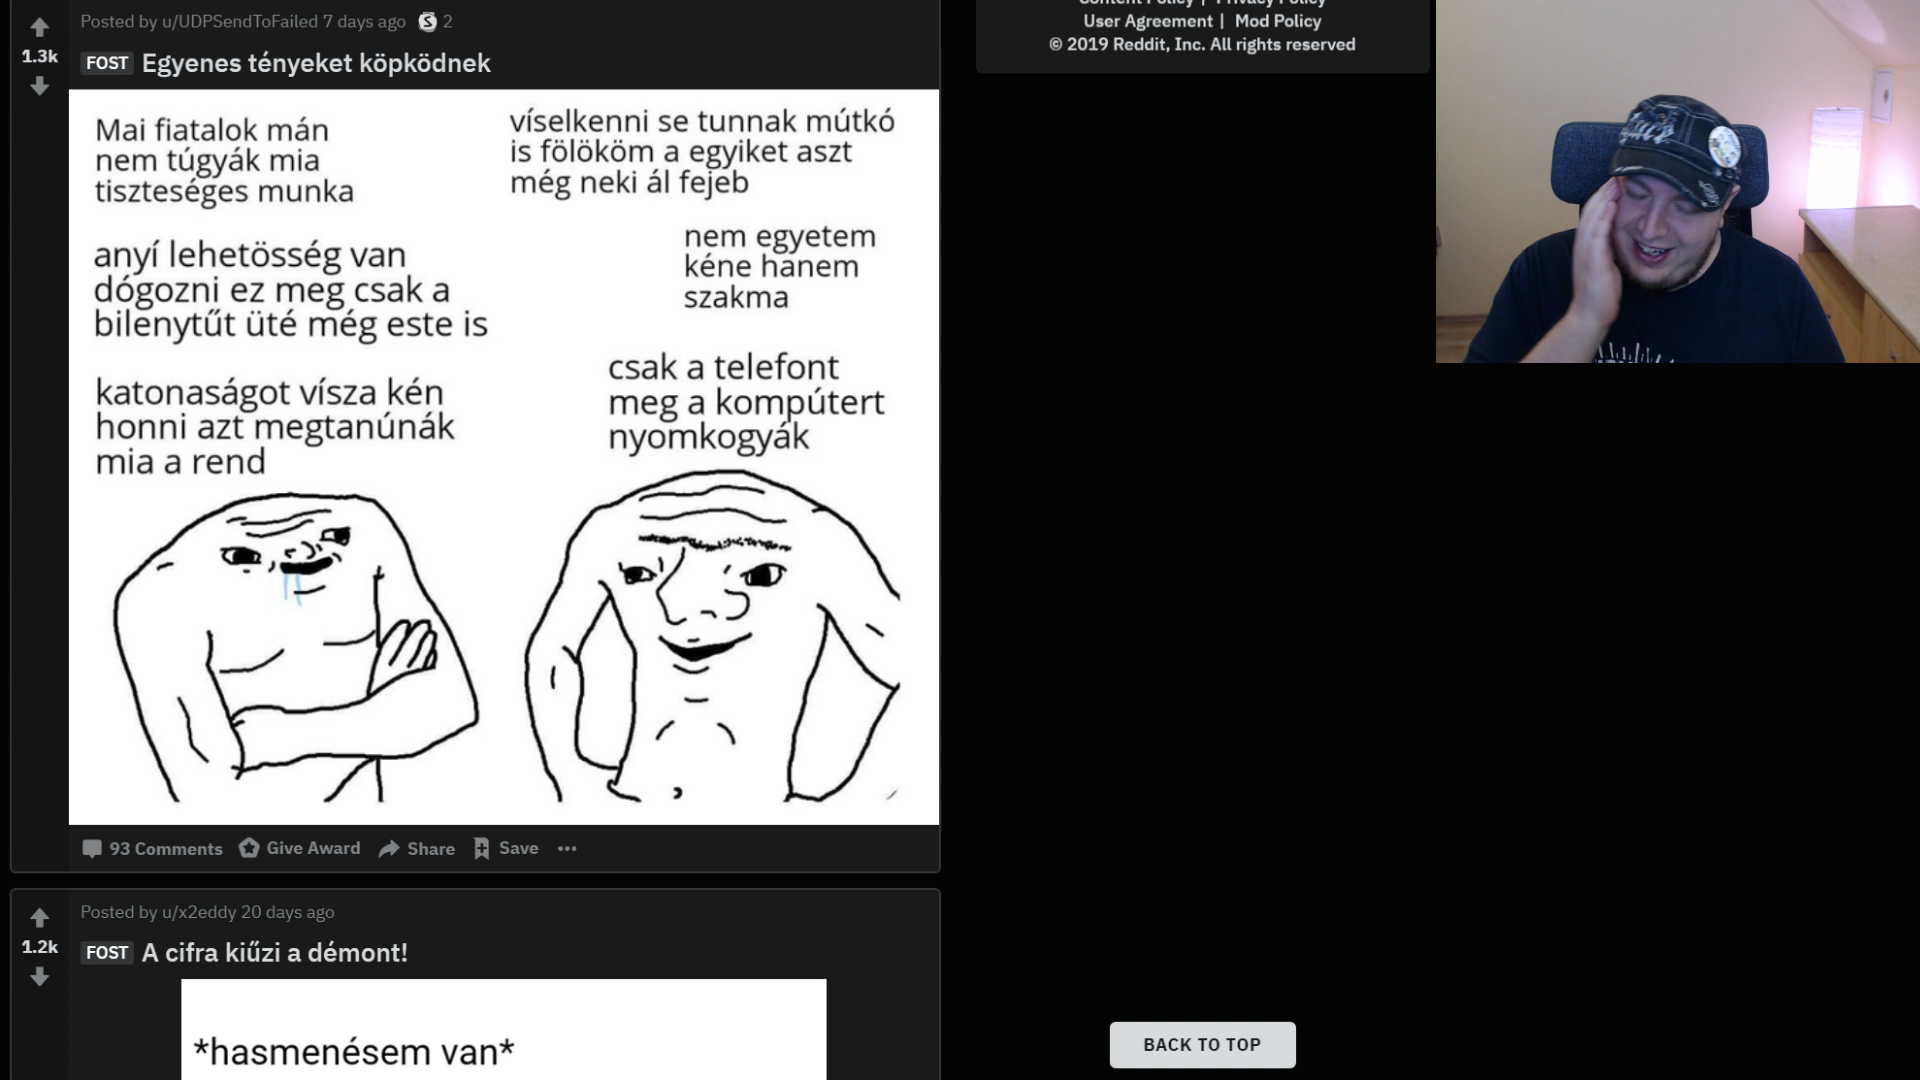 Posted by u/UDPSendToFailed 7 days ago S 2
1.3k
FOST Egyenes tényeket köpködnek
Mai fiatalok mán
nem túgyák mia
tiszteséges munka
víselkenni se tunnak mútkó
is fölököm a egyiket aszt
még neki ál fejeb
nem egyetem
kéne hanem
szakma
anyí lehetösség van
dógozni ez meg csak a
bilenytűt üté még este is
csak a telefont
meg a kompútert
nyomkogyák
katonaságot vísza kén
honni azt megtanúnák
mia a rend
93 Comments Give Award Share Save
Posted by u/x2eddy 20 days ago
1.2k
FOST A cifra kiűzi a démont!
*hasmenésem van*
Content Policy | Privacy Policy
User Agreement | Mod Policy
© 2019 Reddit, Inc. All rights reserved
BACK TO TOP